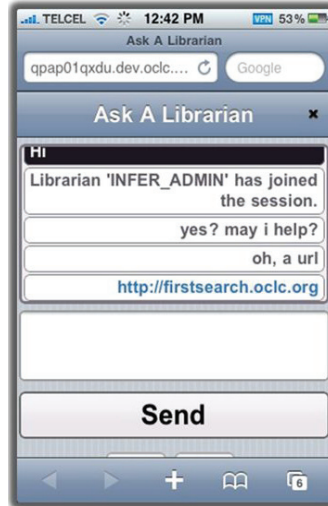 TELCEL 12:42 PM VPN 53%
Ask A Librarian
qpap01qxdu.dev.oclc.... Google
Ask A Librarian ×
Hi
Librarian 'INFER_ADMIN' has joined
the session.
yes? may i help?
oh, a url
http://firstsearch.oclc.org
Send
6